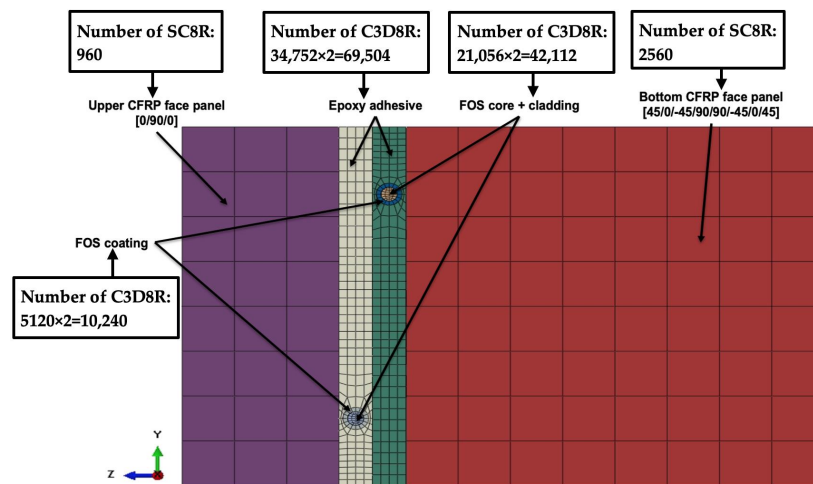 Number of SC8R:
960
Number of C3D8R:
34,752×2=69,504
Number of C3D8R:
21,056×2=42,112
Number of SC8R:
2560
Upper CFRP face panel
[0/90/0]
Epoxy adhesive
FOS core + cladding
Bottom CFRP face panel
[45/0/-45/90/90/-45/0/45]
FOS coating
Number of C3D8R:
5120×2=10,240
Y
Z
X